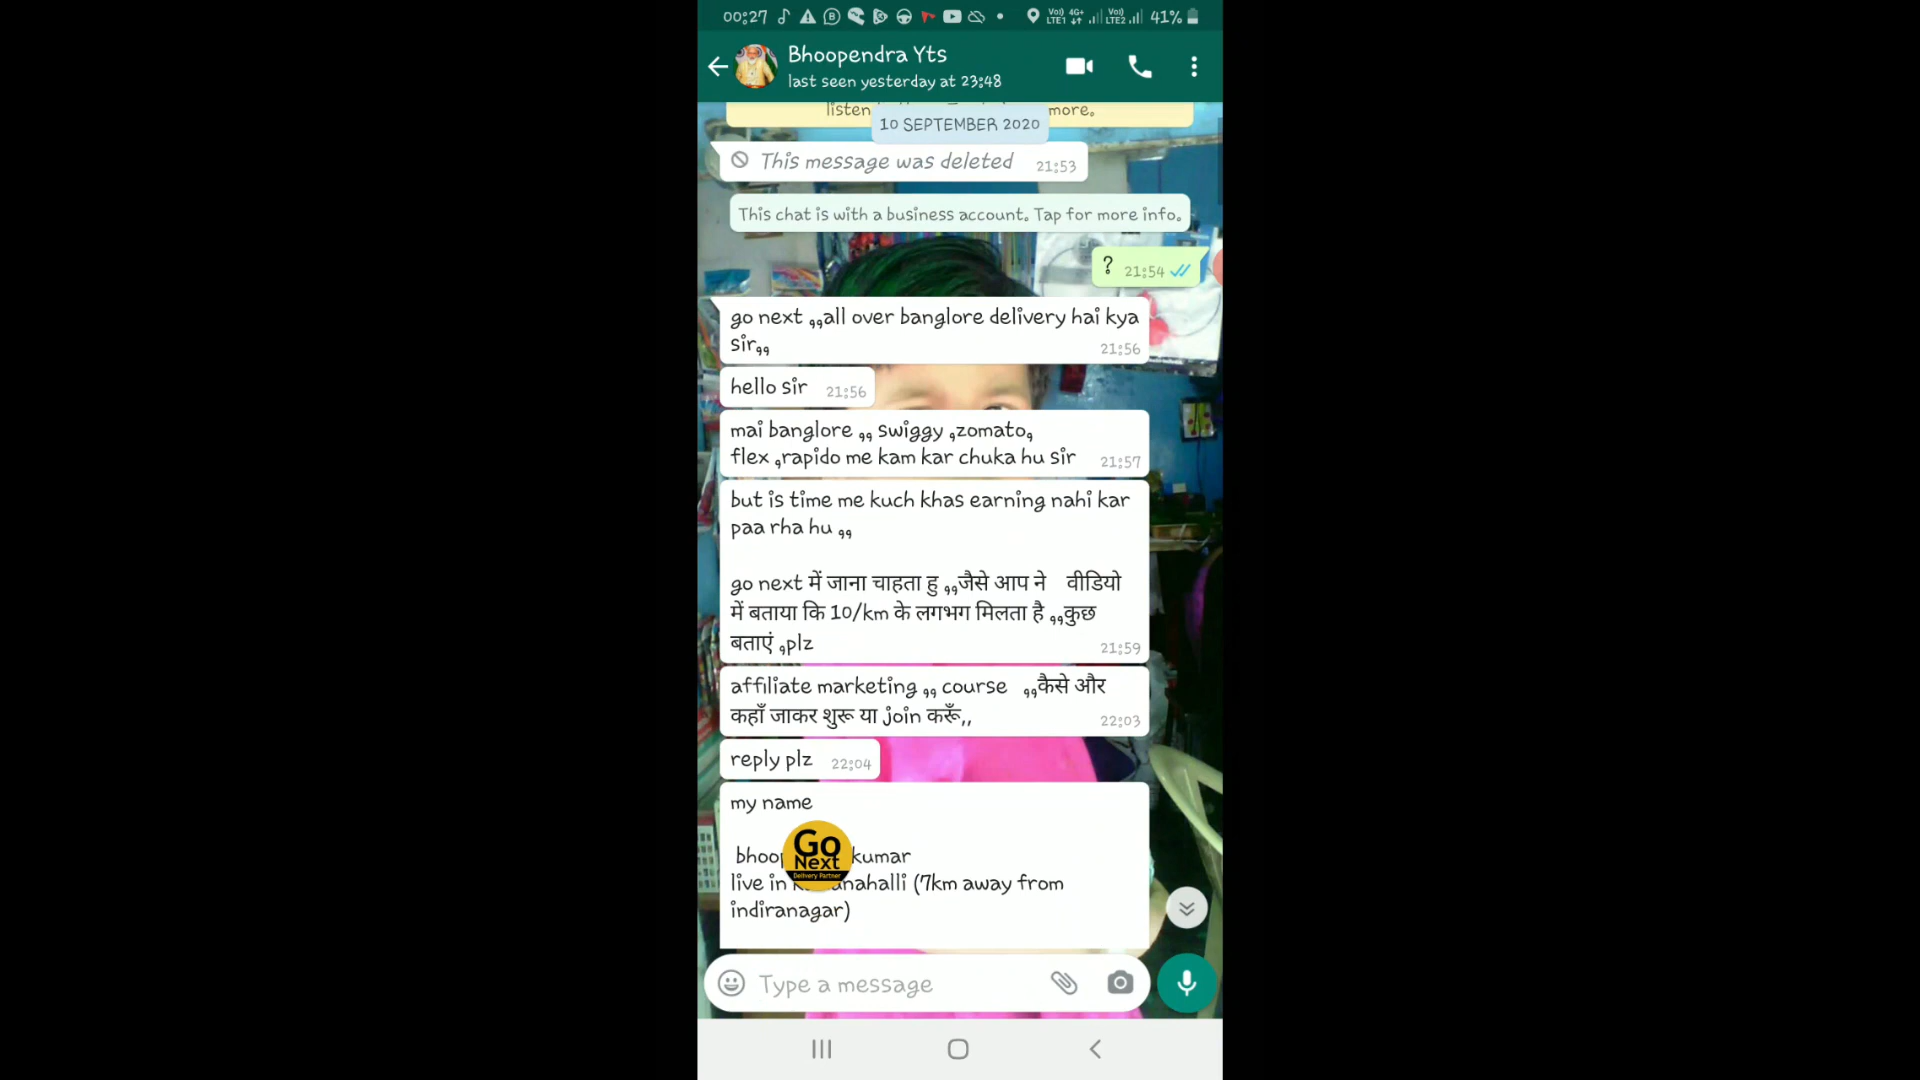 00:27
VoLTE1 4G+ VoLTE2 41%
Bhoopendra Yts
last seen yesterday at 23:48
listen more.
10 SEPTEMBER 2020
This message was deleted 21:53
This chat is with a business account. Tap for more info.
? 21:54
go next ,,all over banglore delivery hai kya
sir,, 21:56
hello sir 21:56
mai banglore ,, swiggy ,zomato,
flex ,rapido me kam kar chuka hu sir 21:57
but is time me kuch khas earning nahi kar
paa rha hu ,,
go next में जाना चाहता हु ,,जैसे आप ने वीडियो
में बताया कि 10/km के लगभग मिलता है ,,कुछ
बताएं ,plz 21:59
affiliate marketing ,, course ,,कैसे और
कहाँ जाकर शुरू या join करूँ,, 22:03
reply plz 22:04
my name
kumar
Go
Next
Delivery Partner
live in (7km away from
indiranagar)
Type a message